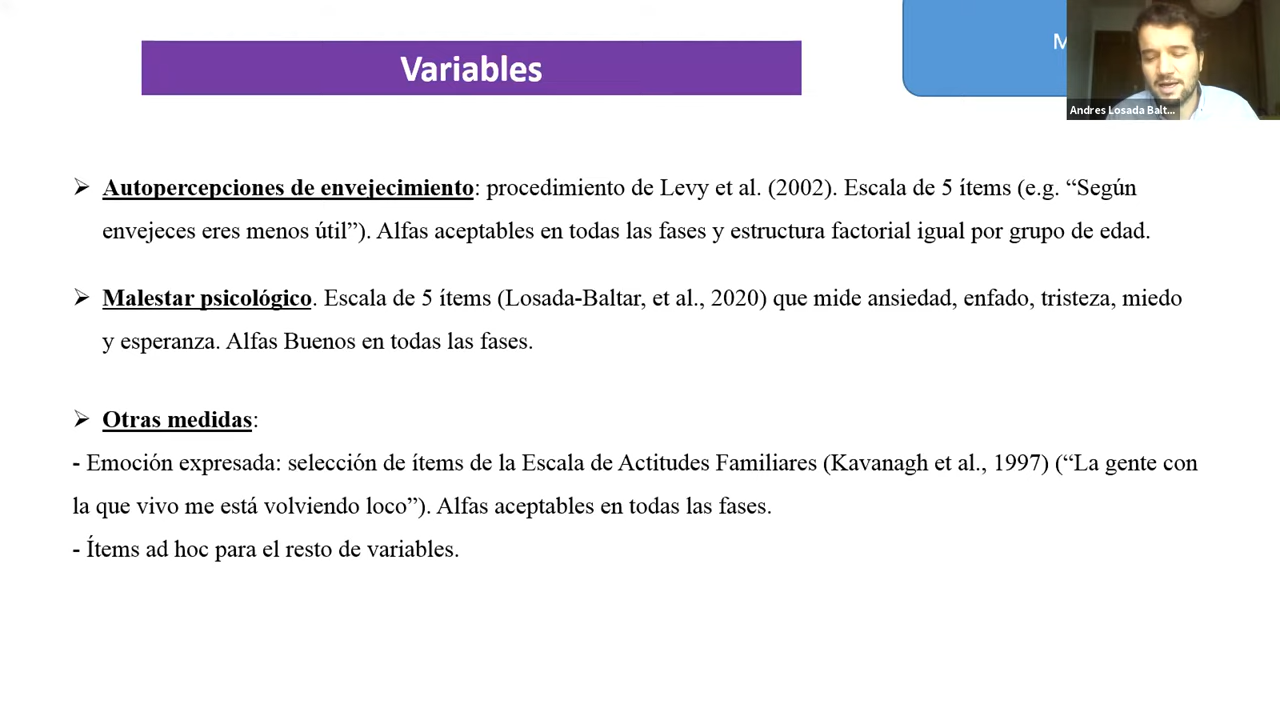 Variables
M
Andres Losada Balt...
➢ Autopercepciones de envejecimiento: procedimiento de Levy et al. (2002). Escala de 5 ítems (e.g. “Según
envejeces eres menos útil”). Alfas aceptables en todas las fases y estructura factorial igual por grupo de edad.
➢ Malestar psicológico. Escala de 5 ítems (Losada-Baltar, et al., 2020) que mide ansiedad, enfado, tristeza, miedo
y esperanza. Alfas Buenos en todas las fases.
➢ Otras medidas:
- Emoción expresada: selección de ítems de la Escala de Actitudes Familiares (Kavanagh et al., 1997) (“La gente con
la que vivo me está volviendo loco”). Alfas aceptables en todas las fases.
- Ítems ad hoc para el resto de variables.